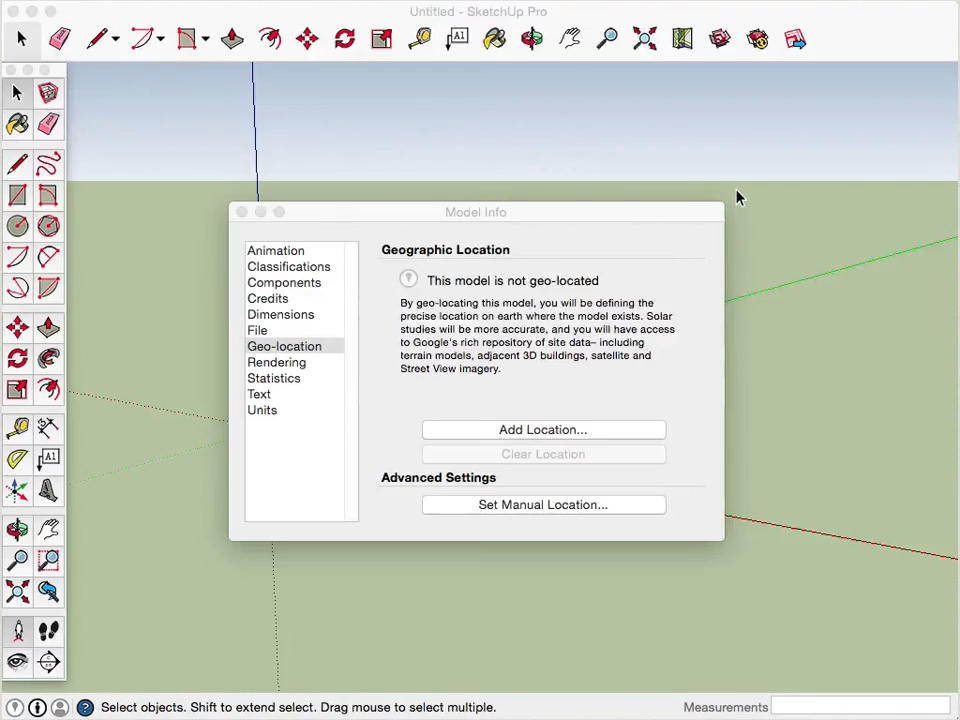 Untitled - SketchUp Pro
A1
Model Info
Animation
Classifications
Components
Credits
Dimensions
File
Geo-location
Rendering
Statistics
Text
Units
Geographic Location
This model is not geo-located
By geo-locating this model, you will be defining the
precise location on earth where the model exists. Solar
studies will be more accurate, and you will have access
to Google's rich repository of site data– including
terrain models, adjacent 3D buildings, satellite and
Street View imagery.
Add Location...
Clear Location
Advanced Settings
Set Manual Location...
A1
Select objects. Shift to extend select. Drag mouse to select multiple.
Measurements